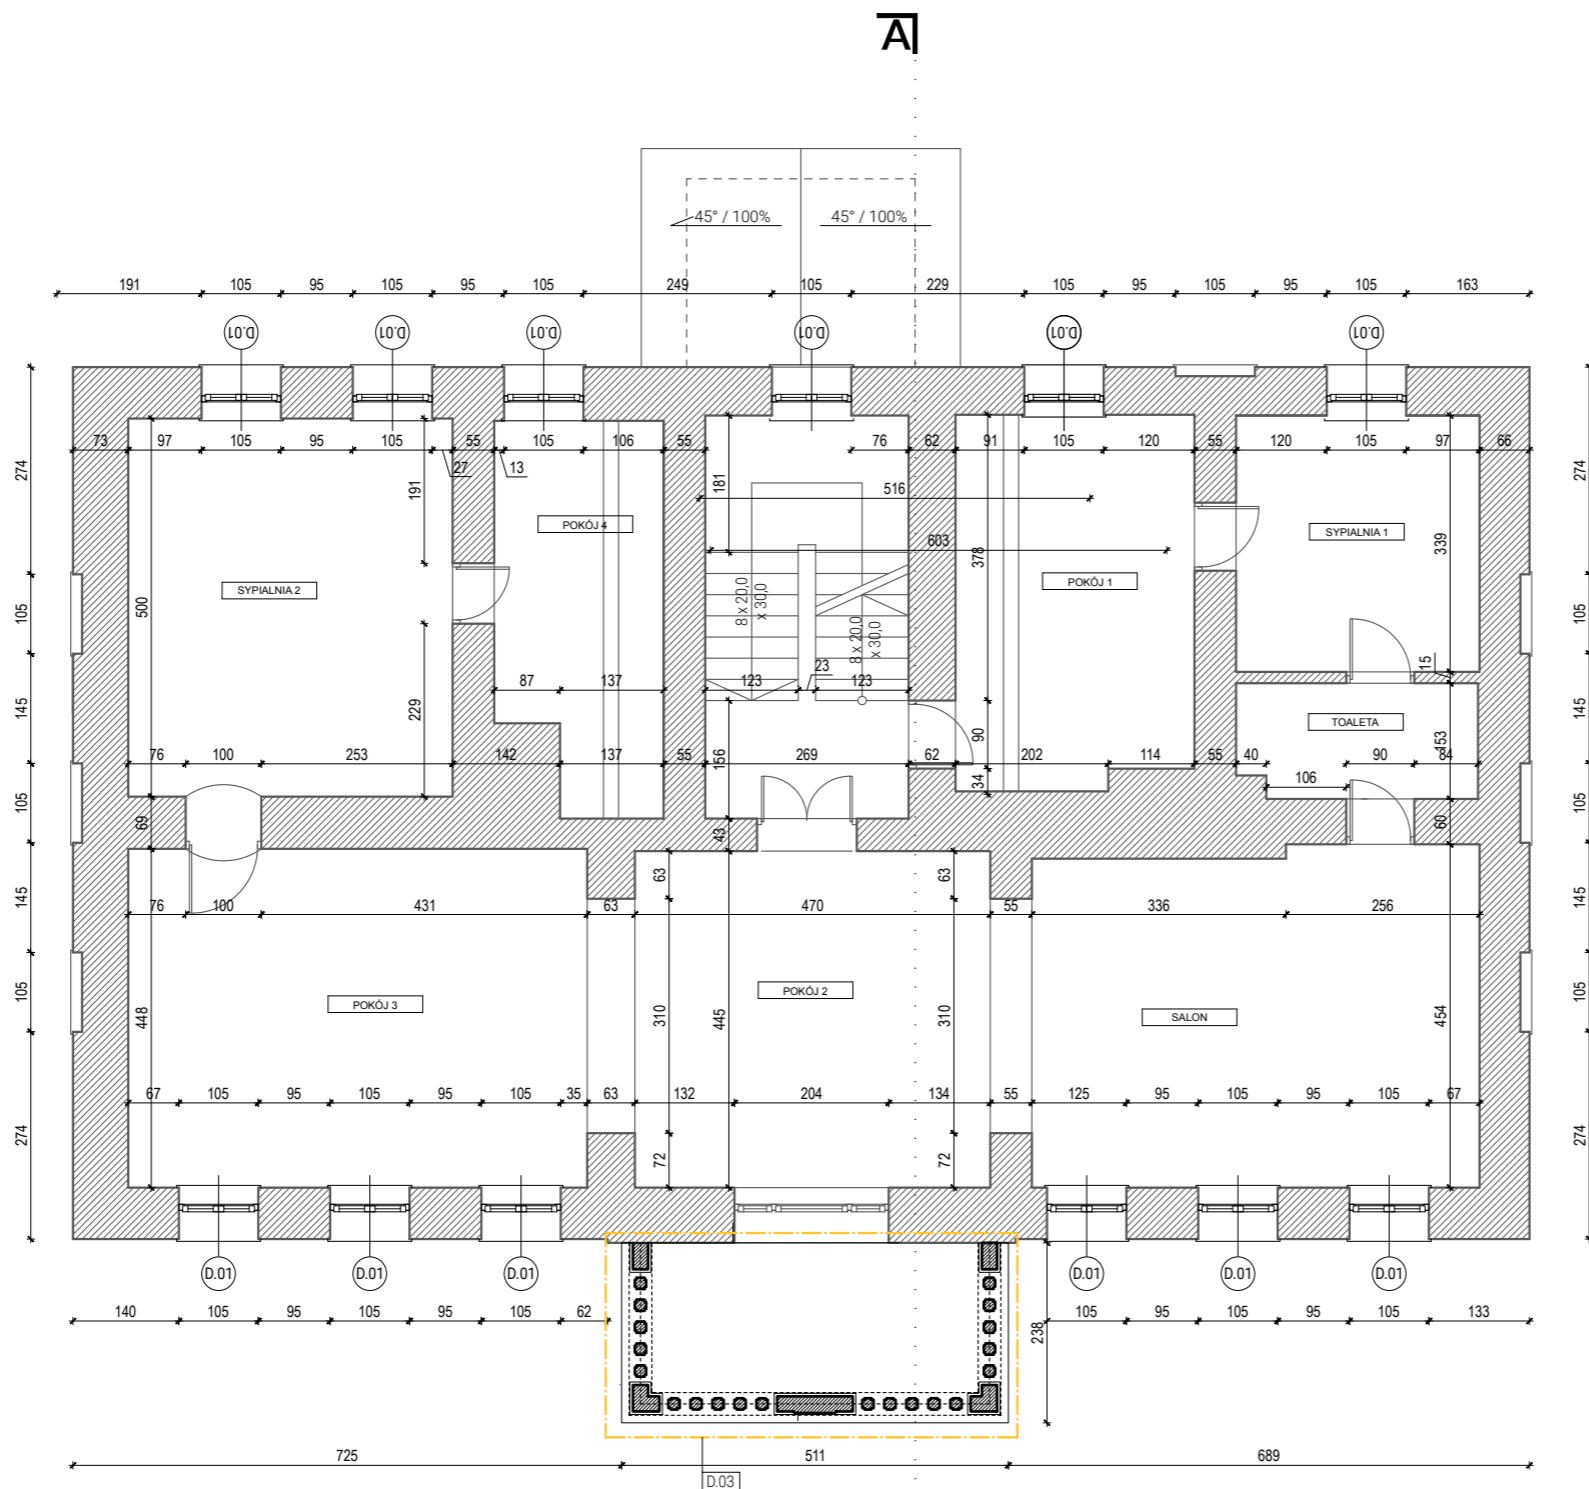 A
45° / 100% 45° / 100%
191 105 95 105 95 105 249 105 229 105 95 105 95 105 163
D.01 D.01 D.01 D.01 D.01 D.01
73 97 105 95 105 55 105 106 55 76 62 91 105 120 55 120 105 97 66
27 13
274 191 181 516 274
POKÓJ 4 SYPIALNIA 1
603 378 339
SYPIALNIA 2 POKÓJ 1
105 500 8 x 20,0 x 30,0 8 x 20,0 x 30,0 105
23 15
87 137 123 123
145 229 156 90 TOALETA 153 145
76 100 253 142 137 55 269 62 202 114 55 40 90 84
34 106
105 69 43 60 105
63 63
76 100 431 63 470 55 336 256
145 145
POKÓJ 3 POKÓJ 2 SALON
105 448 310 445 310 454 105
67 105 95 105 95 105 35 63 132 204 134 55 125 95 105 95 105 67
274 72 72 274
D.01 D.01 D.01 D.01 D.01 D.01
140 105 95 105 95 105 62 238 105 95 105 95 105 133
725 511 689
D.03